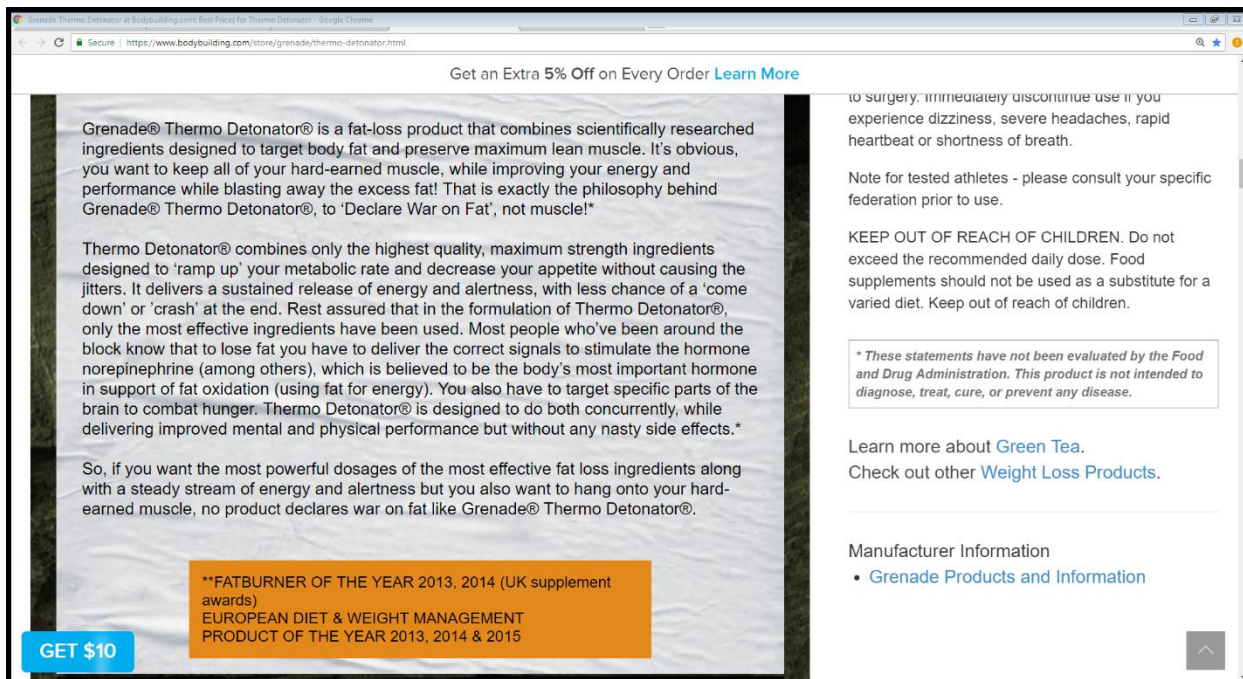 Grenade Thermo Detonator at Bodybuilding.com: Best Prices for Thermo Detonator - Google Chrome
Secure | https://www.bodybuilding.com/store/grenade/thermo-detonator.html
Get an Extra 5% Off on Every Order Learn More
Grenade® Thermo Detonator® is a fat-loss product that combines scientifically researched
ingredients designed to target body fat and preserve maximum lean muscle. It's obvious,
you want to keep all of your hard-earned muscle, while improving your energy and
performance while blasting away the excess fat! That is exactly the philosophy behind
Grenade® Thermo Detonator®, to ‘Declare War on Fat’, not muscle!*
Thermo Detonator® combines only the highest quality, maximum strength ingredients
designed to ‘ramp up’ your metabolic rate and decrease your appetite without causing the
jitters. It delivers a sustained release of energy and alertness, with less chance of a ‘come
down’ or ’crash’ at the end. Rest assured that in the formulation of Thermo Detonator®,
only the most effective ingredients have been used. Most people who’ve been around the
block know that to lose fat you have to deliver the correct signals to stimulate the hormone
norepinephrine (among others), which is believed to be the body’s most important hormone
in support of fat oxidation (using fat for energy). You also have to target specific parts of the
brain to combat hunger. Thermo Detonator® is designed to do both concurrently, while
delivering improved mental and physical performance but without any nasty side effects.*
So, if you want the most powerful dosages of the most effective fat loss ingredients along
with a steady stream of energy and alertness but you also want to hang onto your hard-
earned muscle, no product declares war on fat like Grenade® Thermo Detonator®.
**FATBURNER OF THE YEAR 2013, 2014 (UK supplement
awards)
EUROPEAN DIET & WEIGHT MANAGEMENT
PRODUCT OF THE YEAR 2013, 2014 & 2015
GET $10
to surgery. Immediately discontinue use if you
experience dizziness, severe headaches, rapid
heartbeat or shortness of breath.
Note for tested athletes - please consult your specific
federation prior to use.
KEEP OUT OF REACH OF CHILDREN. Do not
exceed the recommended daily dose. Food
supplements should not be used as a substitute for a
varied diet. Keep out of reach of children.
* These statements have not been evaluated by the Food
and Drug Administration. This product is not intended to
diagnose, treat, cure, or prevent any disease.
Learn more about Green Tea.
Check out other Weight Loss Products.
Manufacturer Information
• Grenade Products and Information